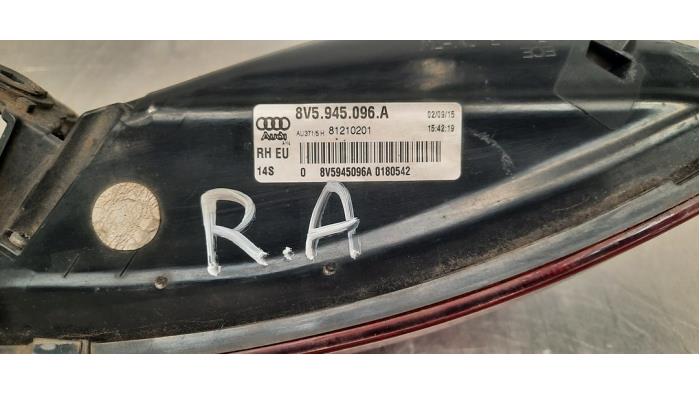 8V5.945.096.A
02/09/15
Audi
AU371/5 H
81210201
15:42:19
RH EU
14S
0
8V5945096A 0180542
R.A
ECE